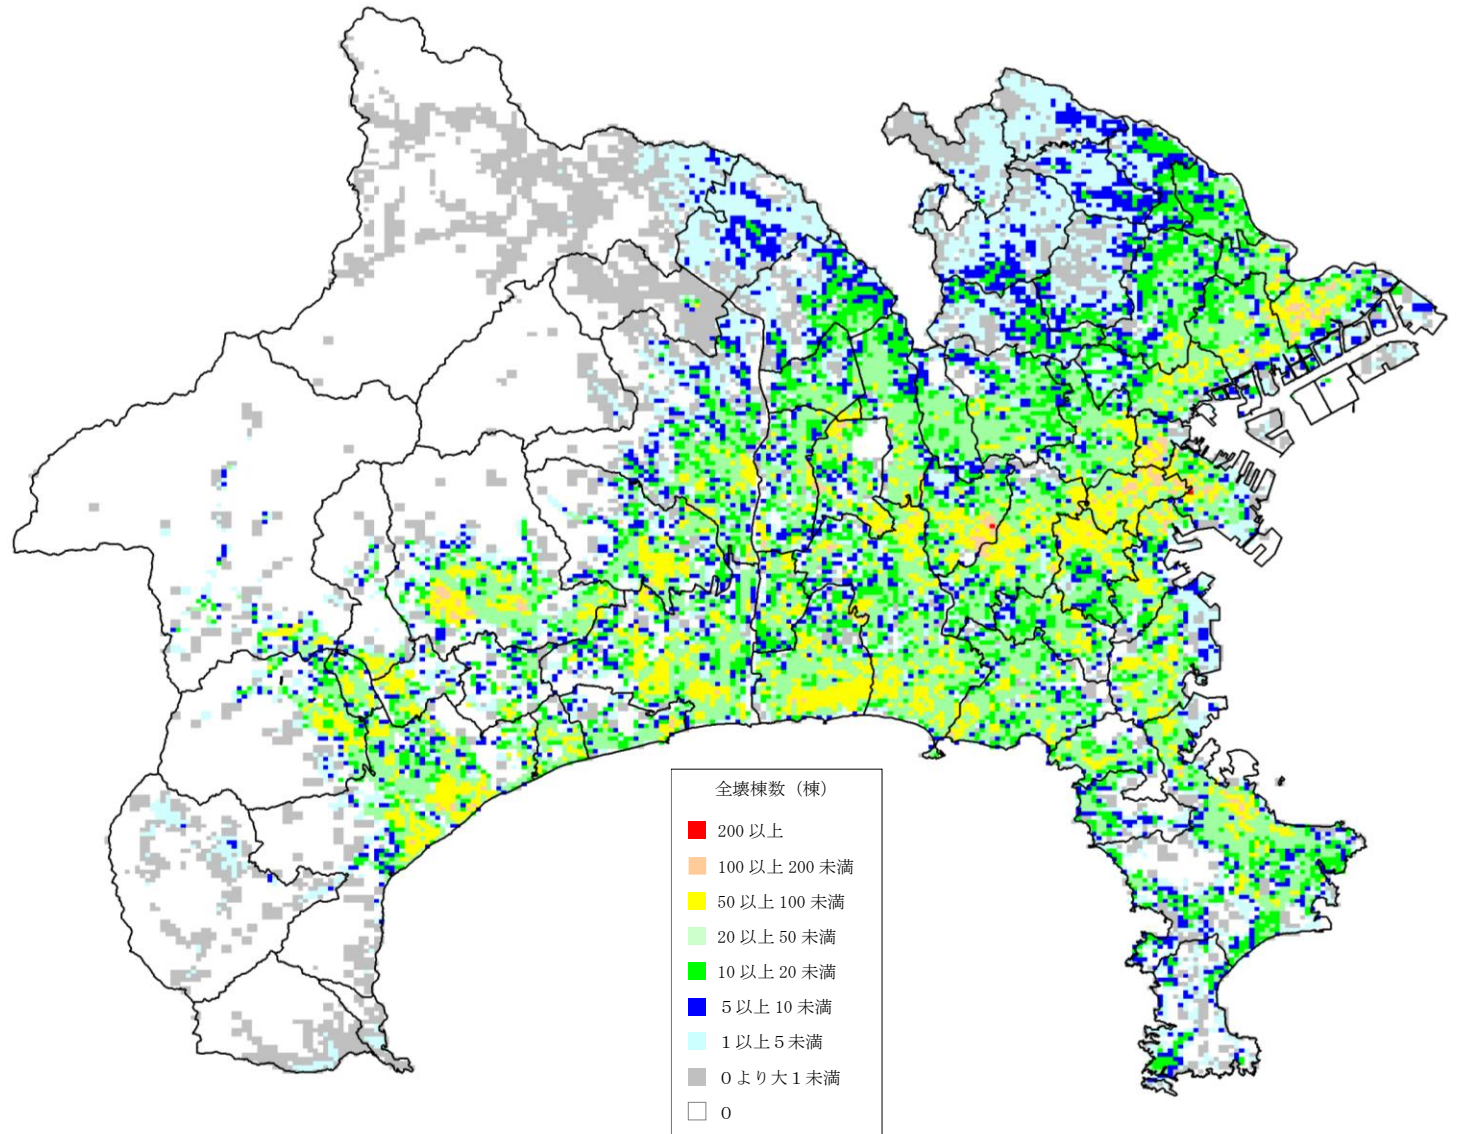 全壊棟数（棟）
200 以上
100 以上 200 未満
50 以上 100 未満
20 以上 50 未満
10 以上 20 未満
５以上 10 未満
１以上５未満
０より大１未満
０